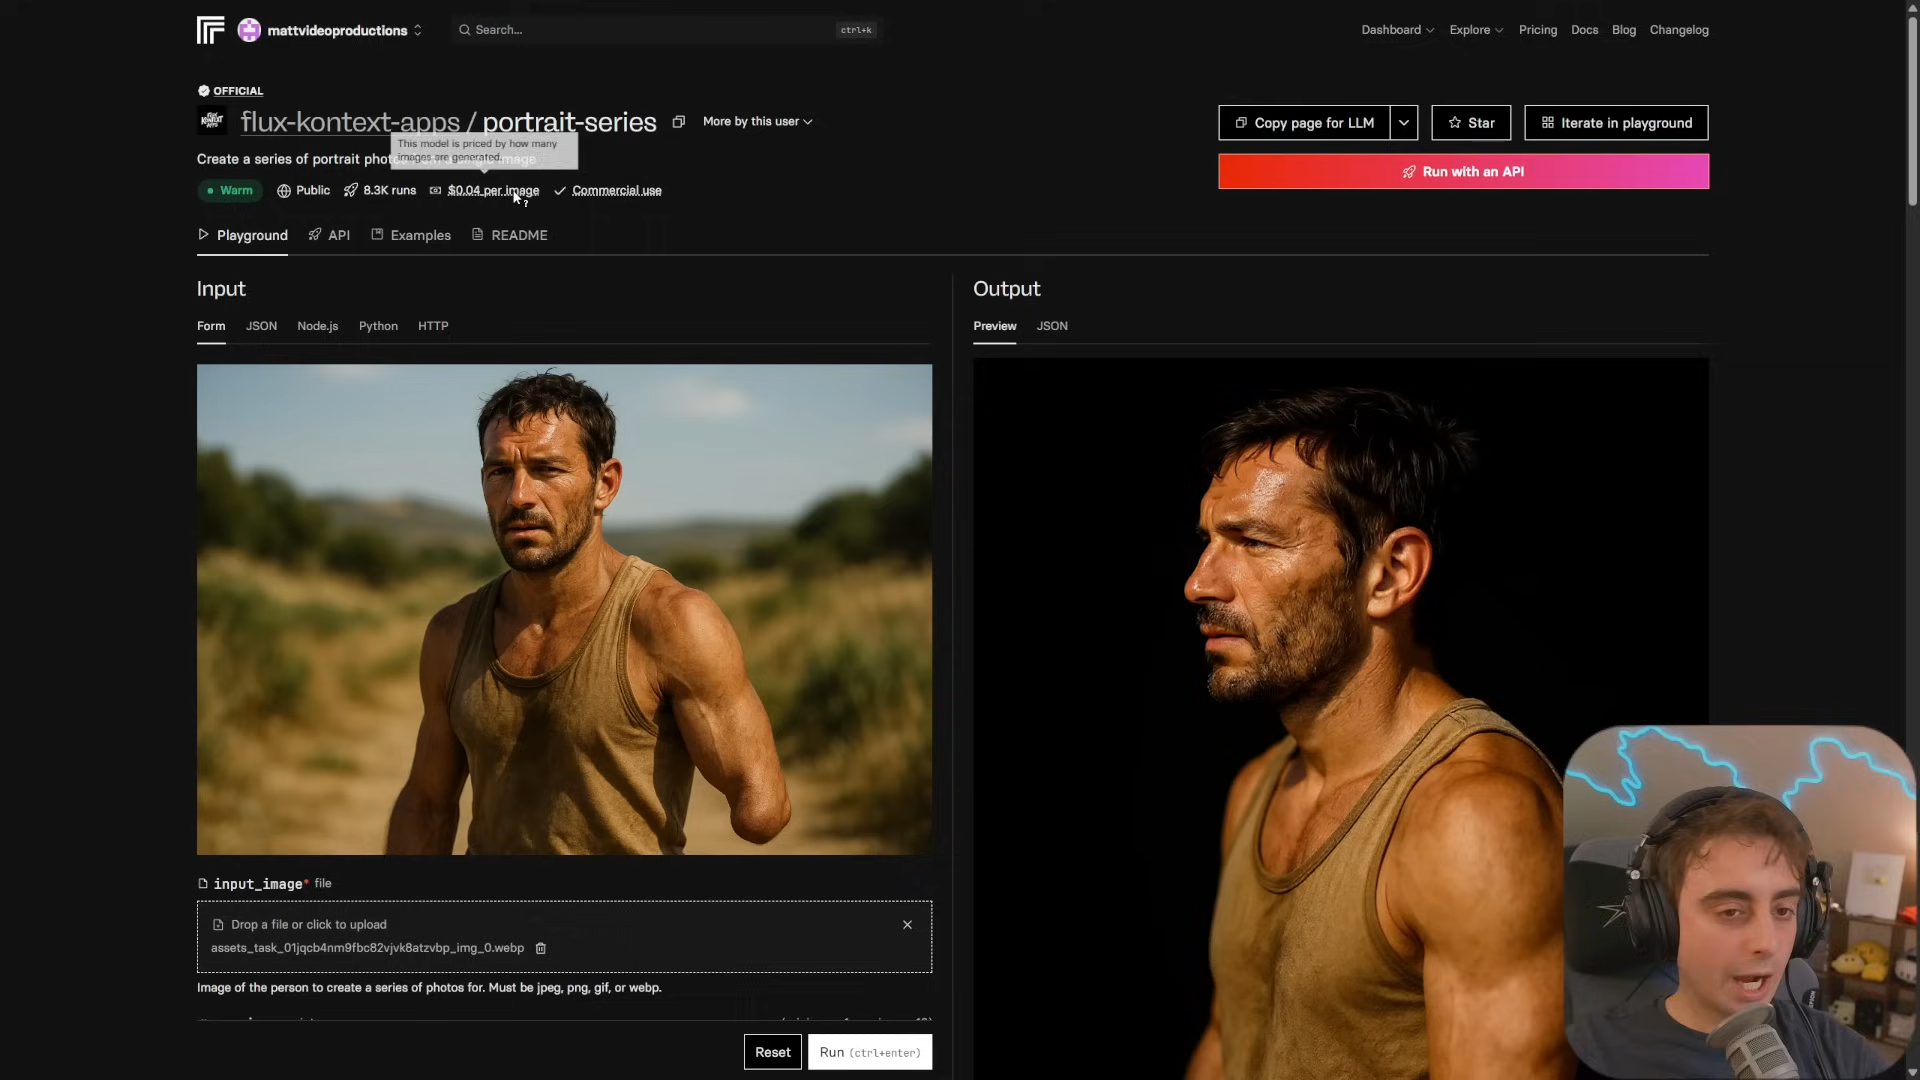 mattvideoproductions
Search...
ctrl+k
Dashboard
Explore
Pricing
Docs
Blog
Changelog
OFFICIAL
flux-kontext-apps / portrait-series
More by this user
Copy page for LLM
Star
Iterate in playground
This model is priced by how many
images are generated.
Create a series of portrait photos
image
Run with an API
Warm
Public
8.3K runs
$0.04 per image
Commercial use
Playground
API
Examples
README
Input
Output
Form
JSON
Node.js
Python
HTTP
Preview
JSON
input_image* file
Drop a file or click to upload
assets_task_01jqcb4nm9fbc82vjvk8atzvbp_img_0.webp
Image of the person to create a series of photos for. Must be jpeg, png, gif, or webp.
Reset
Run (ctrl+enter)